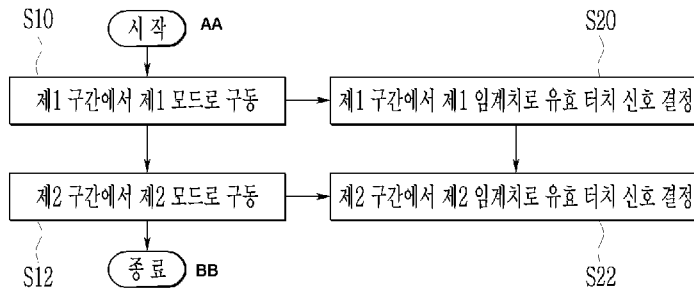 S10
시작 AA
S20
제1 구간에서 제1 모드로 구동
제1 구간에서 제1 임계치로 유효 터치 신호 결정
제2 구간에서 제2 모드로 구동
제2 구간에서 제2 임계치로 유효 터치 신호 결정
S12
종료 BB
S22